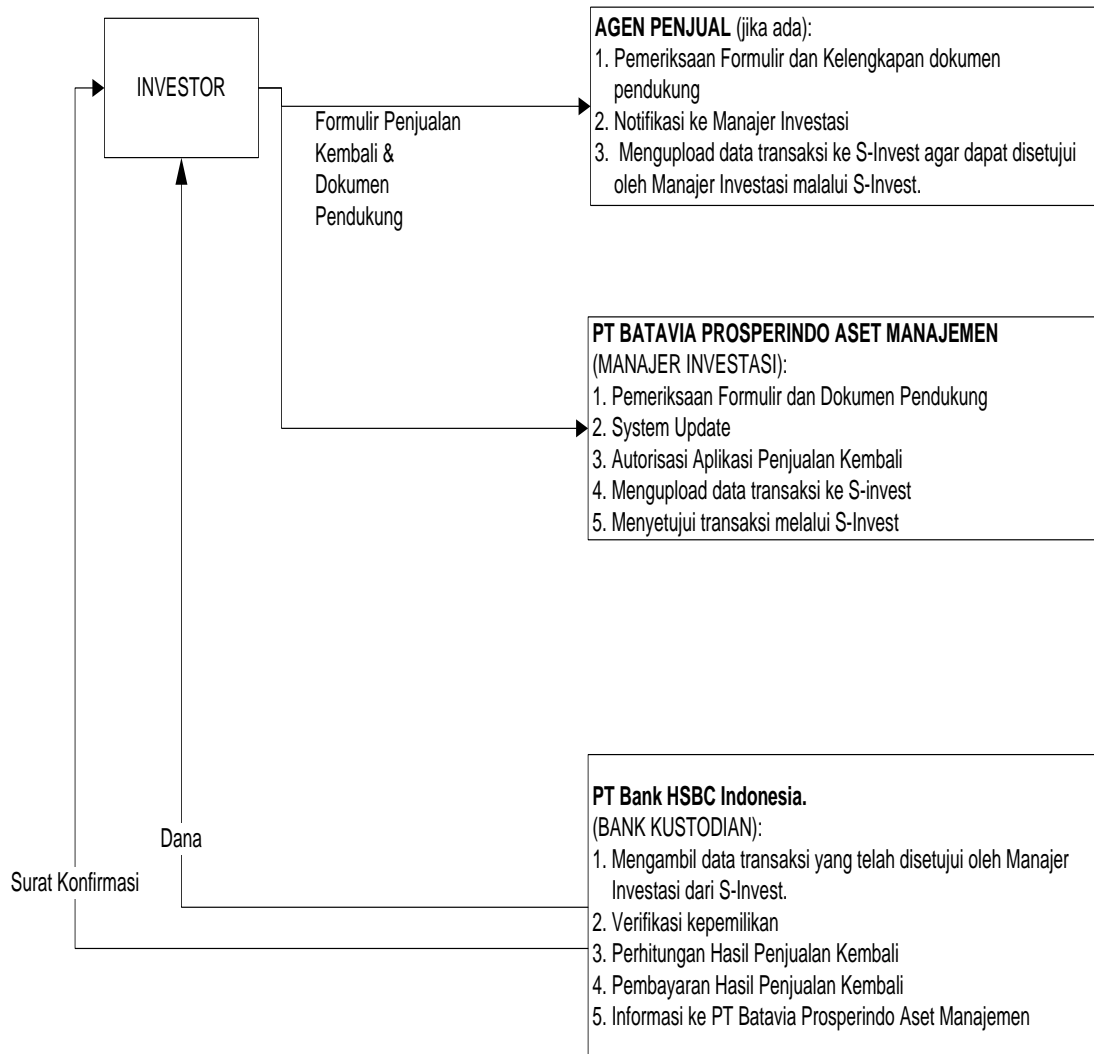 INVESTOR
Formulir Penjualan
Kembali &
Dokumen
Pendukung
AGEN PENJUAL (jika ada):
1. Pemeriksaan Formulir dan Kelengkapan dokumen
pendukung
2. Notifikasi ke Manajer Investasi
3. Mengupload data transaksi ke S-Invest agar dapat disetujui
oleh Manajer Investasi malalui S-Invest.
PT BATAVIA PROSPERINDO ASET MANAJEMEN
(MANAJER INVESTASI):
1. Pemeriksaan Formulir dan Dokumen Pendukung
2. System Update
3. Autorisasi Aplikasi Penjualan Kembali
4. Mengupload data transaksi ke S-invest
5. Menyetujui transaksi melalui S-Invest
PT Bank HSBC Indonesia.
(BANK KUSTODIAN):
1. Mengambil data transaksi yang telah disetujui oleh Manajer
Investasi dari S-Invest.
2. Verifikasi kepemilikan
3. Perhitungan Hasil Penjualan Kembali
4. Pembayaran Hasil Penjualan Kembali
5. Informasi ke PT Batavia Prosperindo Aset Manajemen
Dana
Surat Konfirmasi